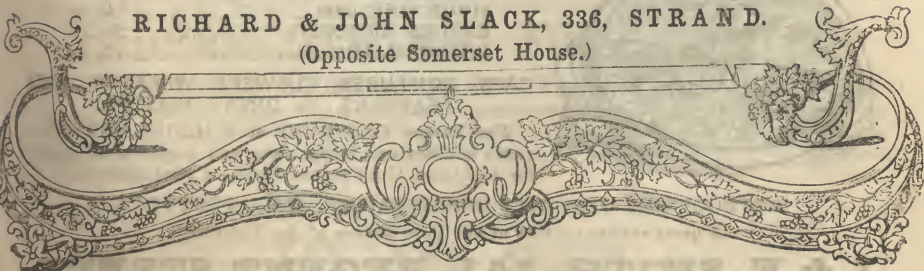 RICHARD & JOHN SLACK, 336, STRAND.
(Opposite Somerset House.)